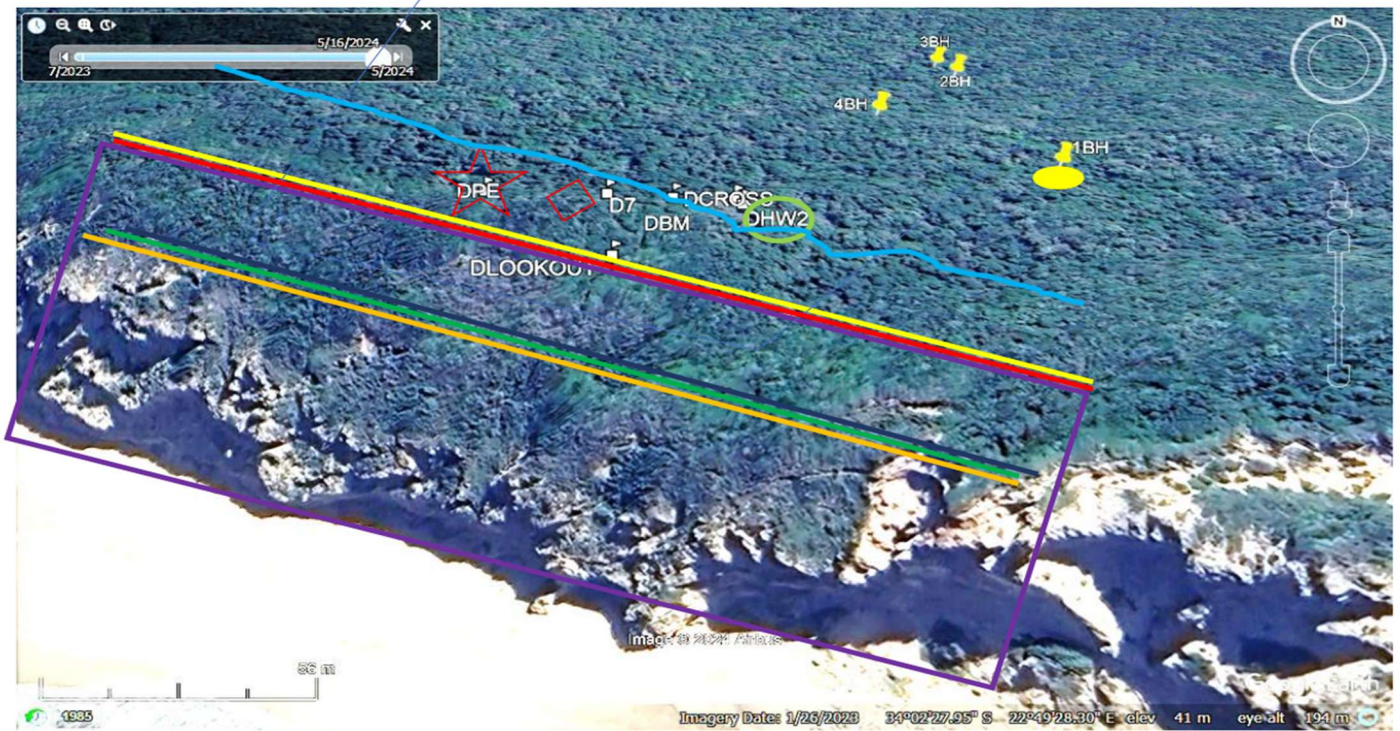 5/16/2024
7/2023
5/2024
N
3BH
2BH
4BH
1BH
DPE
D7
DCROSS
DBM
DHW2
DLOOKOUT
Image © 2024 Airbus
56 m
1985
Imagery Date: 1/26/2023 34°02'27.95" S 22°49'28.30" E elev 41 m eye alt 194 m